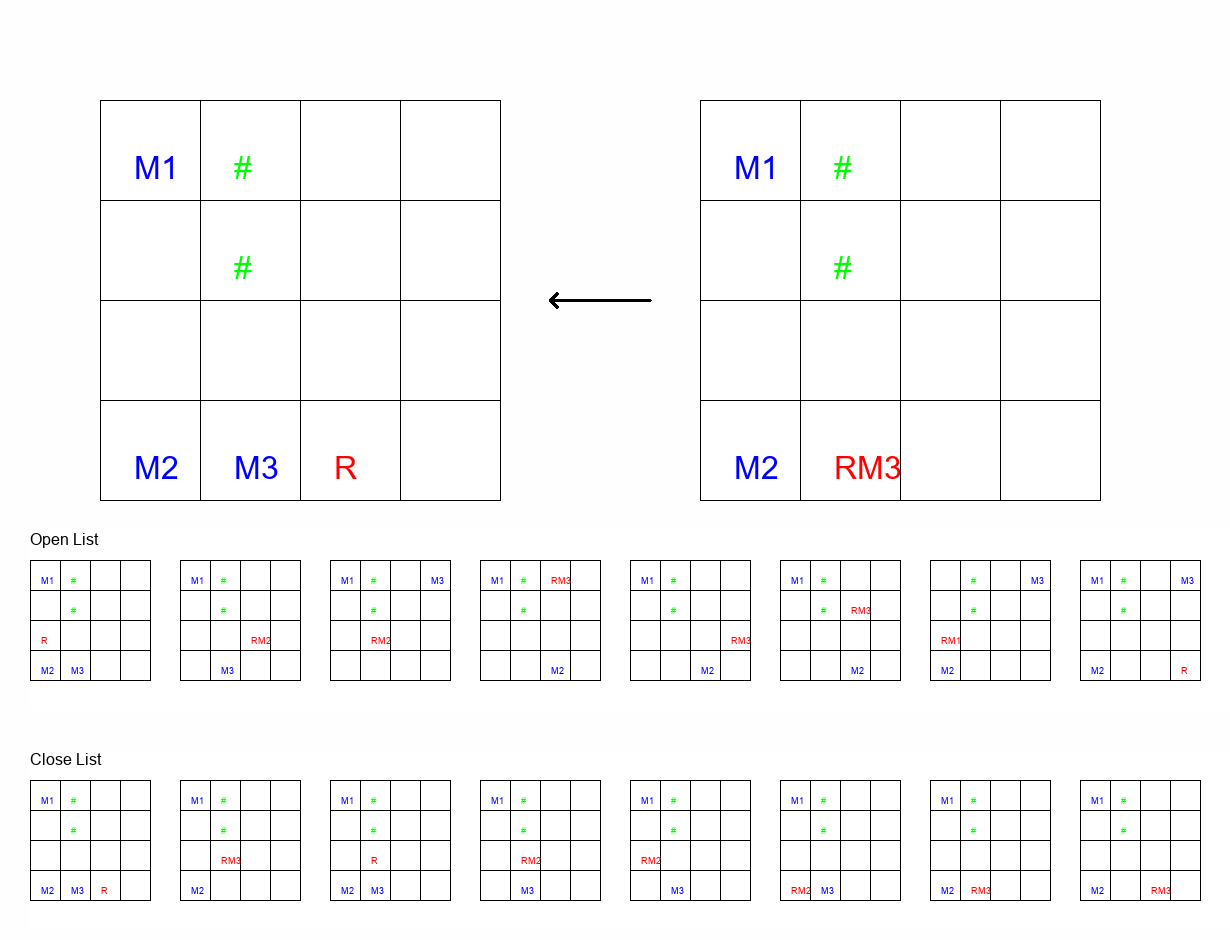 M1 # M1 #
# #
M2 M3 R M2 RM3
Open List
M1 # M1 # M1 # M3 M1 # RM3 M1 # M1 # # M3 M1 # M3
# # # # # # RM3 # #
R RM2 RM2 RM3 RM1
M2 M3 M3 M2 M2 M2 M2 M2 R
Close List
M1 # M1 # M1 # M1 # M1 # M1 # M1 # M1 #
# # # # # # # #
RM3 R RM2 RM2
M2 M3 R M2 M2 M3 M3 M3 RM2 M3 M2 RM3 M2 RM3